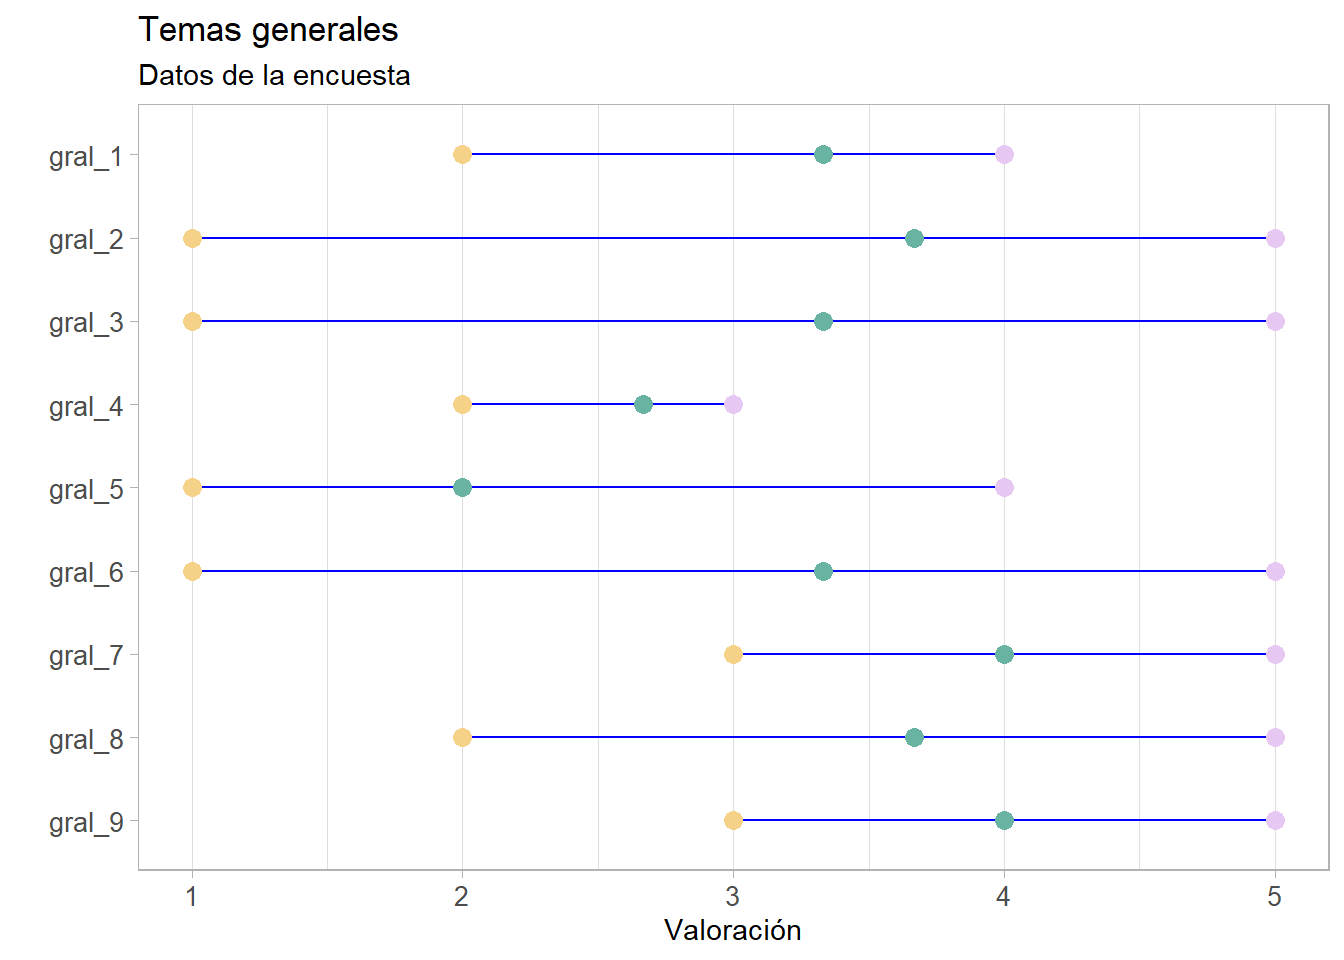 Temas generales
Datos de la encuesta
gral_1
gral_2
gral_3
gral_4
gral_5
gral_6
gral_7
gral_8
gral_9
1 2 3 4 5
Valoración